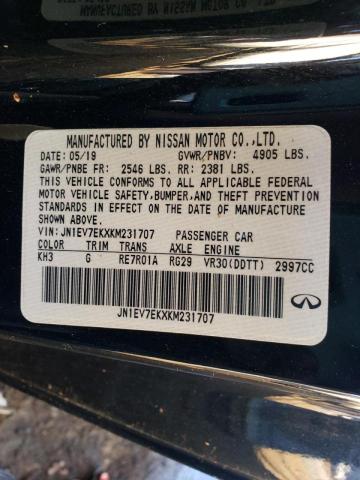 MANUFACTURED BY NISSAN MOTOR CO.,LTD.
DATE: 05/19 GVWR/PNBV: 4905 LBS.
GAWR/PNBE FR: 2546 LBS. RR: 2381 LBS.
THIS VEHICLE CONFORMS TO ALL APPLICABLE FEDERAL
MOTOR VEHICLE SAFETY,BUMPER,AND THEFT PREVENTION
STANDARDS IN EFFECT ON THE DATE OF MANUFACTURE
SHOWN ABOVE.
VIN: JN1EV7EKXKM231707 PASSENGER CAR
COLOR TRIM TRANS AXLE ENGINE
KH3 G RE7R01A RG29 VR30(DDTT) 2997CC
JN1EV7EKXKM231707